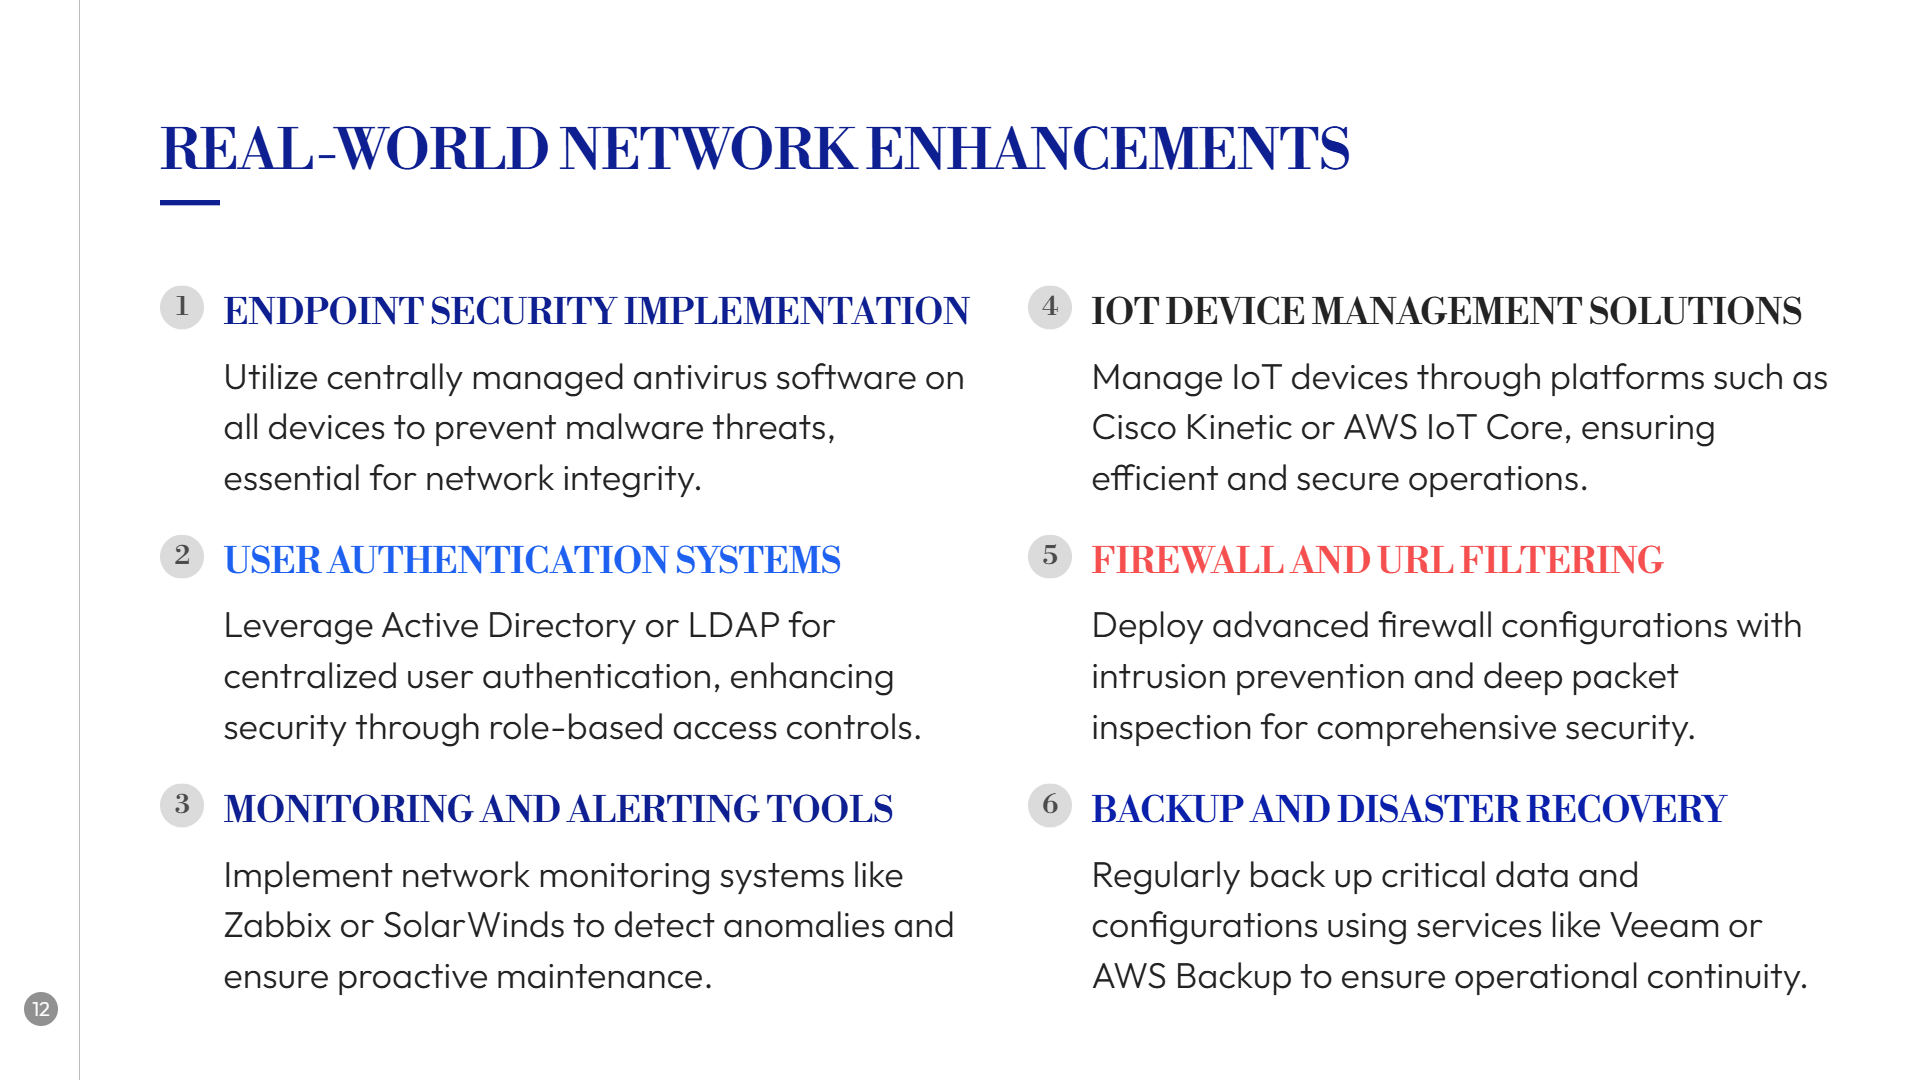 REAL-WORLD NETWORK ENHANCEMENTS
1 ENDPOINT SECURITY IMPLEMENTATION
Utilize centrally managed antivirus software on
all devices to prevent malware threats,
essential for network integrity.
2 USER AUTHENTICATION SYSTEMS
Leverage Active Directory or LDAP for
centralized user authentication, enhancing
security through role-based access controls.
3 MONITORING AND ALERTING TOOLS
Implement network monitoring systems like
Zabbix or SolarWinds to detect anomalies and
ensure proactive maintenance.
4 IOT DEVICE MANAGEMENT SOLUTIONS
Manage IoT devices through platforms such as
Cisco Kinetic or AWS IoT Core, ensuring
efficient and secure operations.
5 FIREWALL AND URL FILTERING
Deploy advanced firewall configurations with
intrusion prevention and deep packet
inspection for comprehensive security.
6 BACKUP AND DISASTER RECOVERY
Regularly back up critical data and
configurations using services like Veeam or
AWS Backup to ensure operational continuity.
12